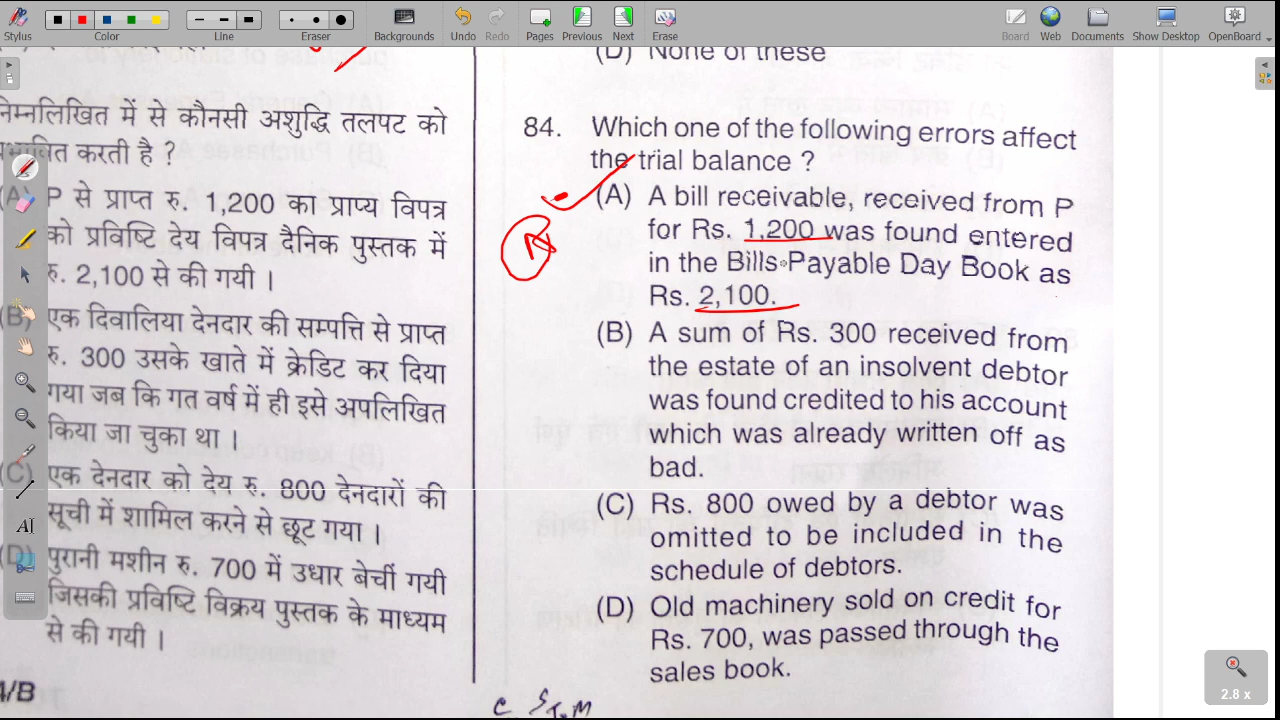 Stylus
Color
Line
Eraser
Backgrounds
Undo
Redo
Pages
Previous
Next
Erase
Board
Web
Documents
Show Desktop
OpenBoard
निम्नलिखित में से कौनसी अशुद्धि तलपट को
करती है ?
(A) P से प्राप्त रु. 1,200 का प्राप्य विपत्र
को प्रविष्टि देय विपत्र दैनिक पुस्तक में
रु. 2,100 से की गयी ।
(B) एक दिवालिया देनदार की सम्पत्ति से प्राप्त
रु. 300 उसके खाते में क्रेडिट कर दिया
गया जब कि गत वर्ष में ही इसे अपलिखित
किया जा चुका था ।
(C) एक देनदार को देय रु. 800 देनदारों की
सूची में शामिल करने से छूट गया ।
(D) पुरानी मशीन रु. 700 में उधार बेचीं गयी
जिसकी प्रविष्टि विक्रय पुस्तक के माध्यम
से की गयी ।
/B
(D) None of these
84. Which one of the following errors affect
the trial balance ?
(A) A bill receivable, received from P
for Rs. 1,200 was found entered
in the Bills Payable Day Book as
Rs. 2,100.
(B) A sum of Rs. 300 received from
the estate of an insolvent debtor
was found credited to his account
which was already written off as
bad.
(C) Rs. 800 owed by a debtor was
omitted to be included in the
schedule of debtors.
(D) Old machinery sold on credit for
Rs. 700, was passed through the
sales book.
2.8 x